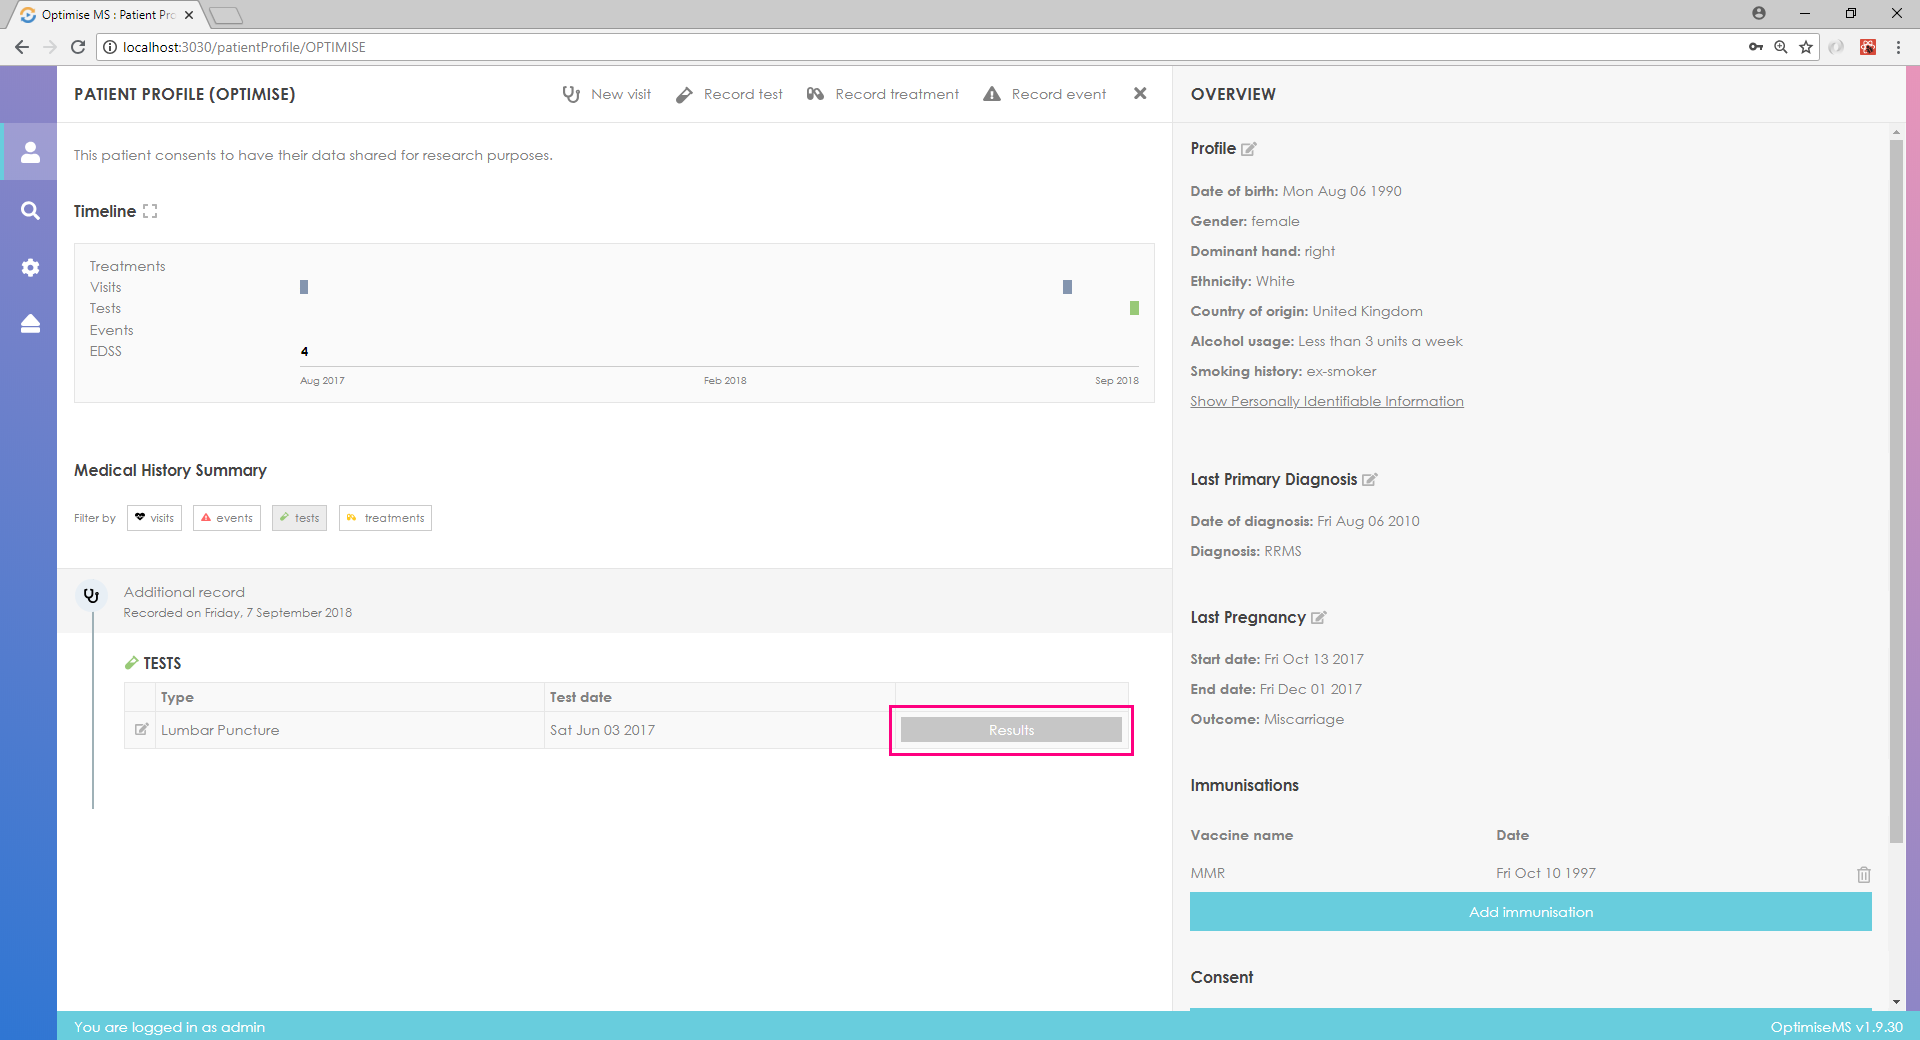 Optimise MS : Patient Pro
localhost:3030/patientProfile/OPTIMISE
PATIENT PROFILE (OPTIMISE)
New visit
Record test
Record treatment
Record event
This patient consents to have their data shared for research purposes.
Timeline
Treatments
Visits
Tests
Events
EDSS
4
Aug 2017
Feb 2018
Sep 2018
Medical History Summary
Filter by
visits
events
tests
treatments
Additional record
Recorded on Friday, 7 September 2018
TESTS
Type Test date
Lumbar Puncture Sat Jun 03 2017 Results
OVERVIEW
Profile
Date of birth: Mon Aug 06 1990
Gender: female
Dominant hand: right
Ethnicity: White
Country of origin: United Kingdom
Alcohol usage: Less than 3 units a week
Smoking history: ex-smoker
Show Personally Identifiable Information
Last Primary Diagnosis
Date of diagnosis: Fri Aug 06 2010
Diagnosis: RRMS
Last Pregnancy
Start date: Fri Oct 13 2017
End date: Fri Dec 01 2017
Outcome: Miscarriage
Immunisations
Vaccine name Date
MMR Fri Oct 10 1997
Add immunisation
Consent
You are logged in as admin
OptimiseMS v1.9.30